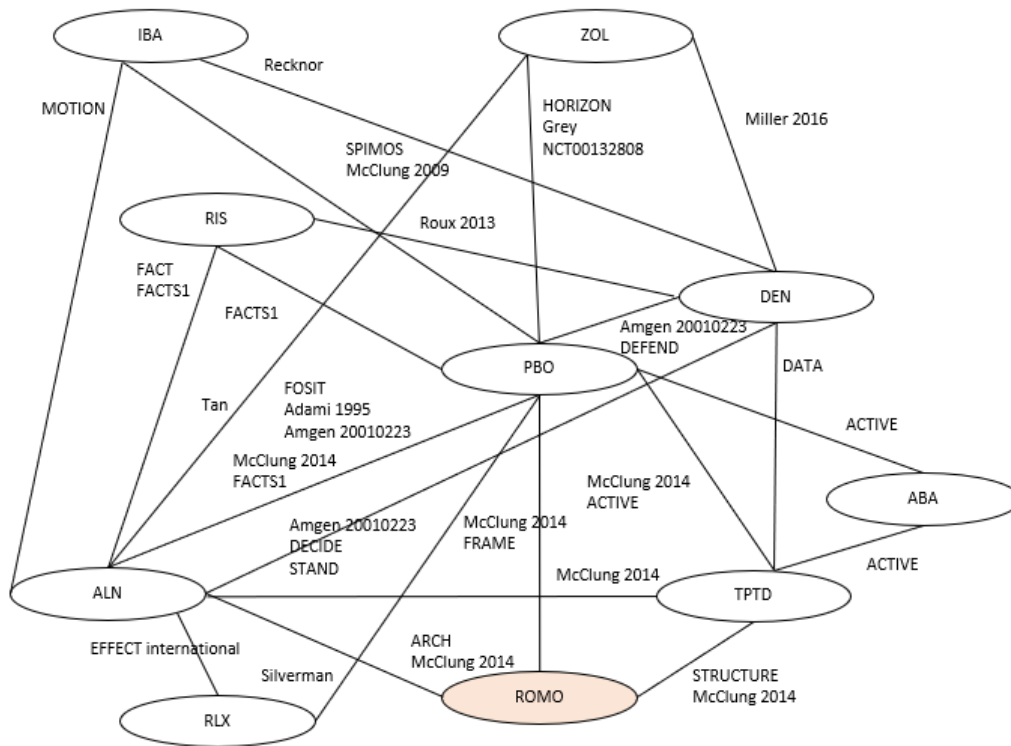 IBA
ZOL
Recknor
MOTION
HORIZON
Grey
NCT00132808
Miller 2016
SPIMOS
McClung 2009
RIS
Roux 2013
FACT
FACTS1
FACTS1
DEN
Amgen 20010223
DEFEND
PBO
DATA
FOSIT
Adami 1995
Amgen 20010223
Tan
ACTIVE
McClung 2014
FACTS1
McClung 2014
ACTIVE
ABA
Amgen 20010223
DECIDE
STAND
McClung 2014
FRAME
McClung 2014
ACTIVE
ALN
TPTD
EFFECT international
ARCH
McClung 2014
Silverman
STRUCTURE
McClung 2014
ROMO
RLX